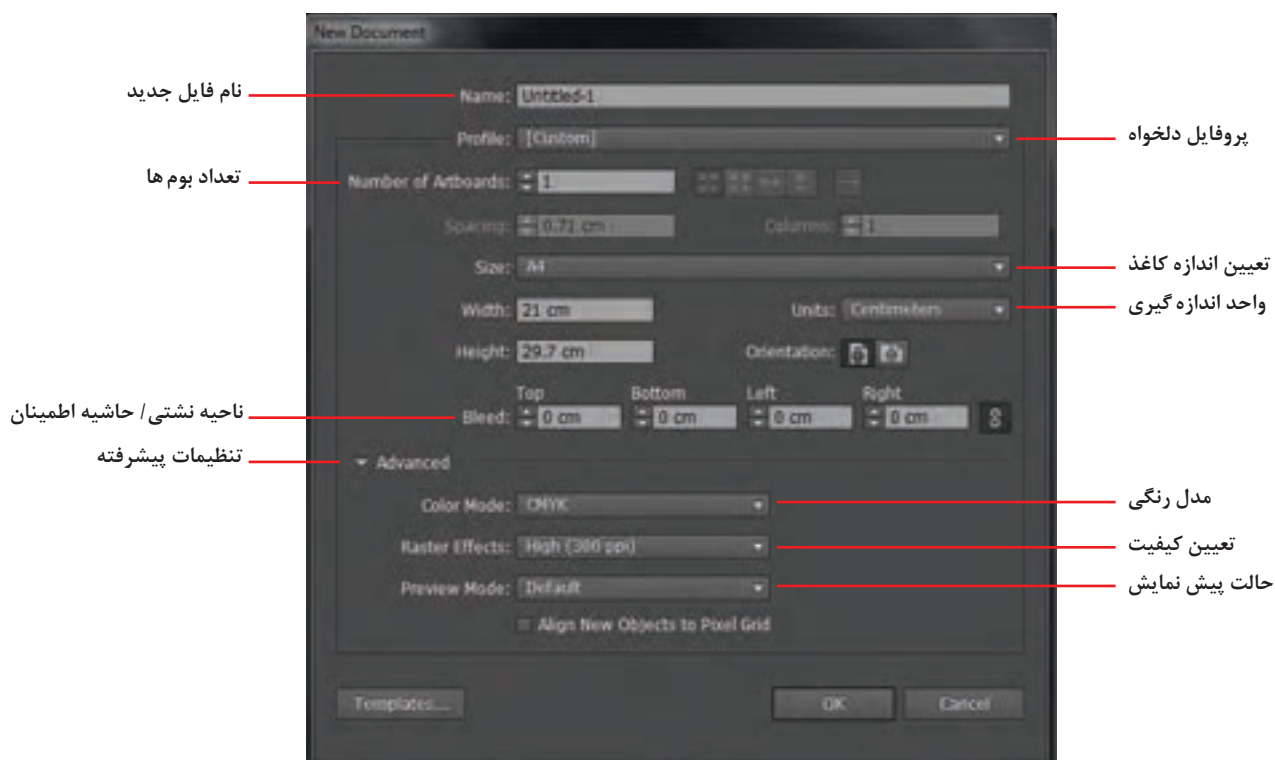 New Document
نام فایل جدید
Name: Untitled-1
Profile: [Custom]
پروفایل دلخواه
تعداد بوم ها
Number of Artboards: 1
Spacing: 0.71 cm
Columns: 1
Size: A4
تعیین اندازه کاغذ
Width: 21 cm
Units: Centimeters
واحد اندازه گیری
Height: 29.7 cm
Orientation:
Top Bottom Left Right
ناحیه نشتی/ حاشیه اطمینان
Bleed: 0 cm 0 cm 0 cm 0 cm
تنظیمات پیشرفته
Advanced
Color Mode: CMYK
مدل رنگی
Raster Effects: High (300 ppi)
تعیین کیفیت
Preview Mode: Default
حالت پیش نمایش
Align New Objects to Pixel Grid
Templates... OK Cancel